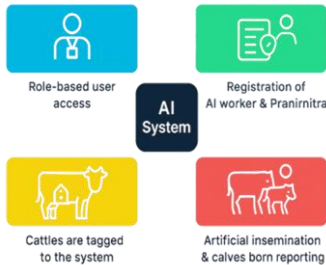 Role-based user
access
Registration of
AI worker & Pranirnitra
AI
System
Cattles are tagged
to the system
Artificial insemination
& calves born reporting